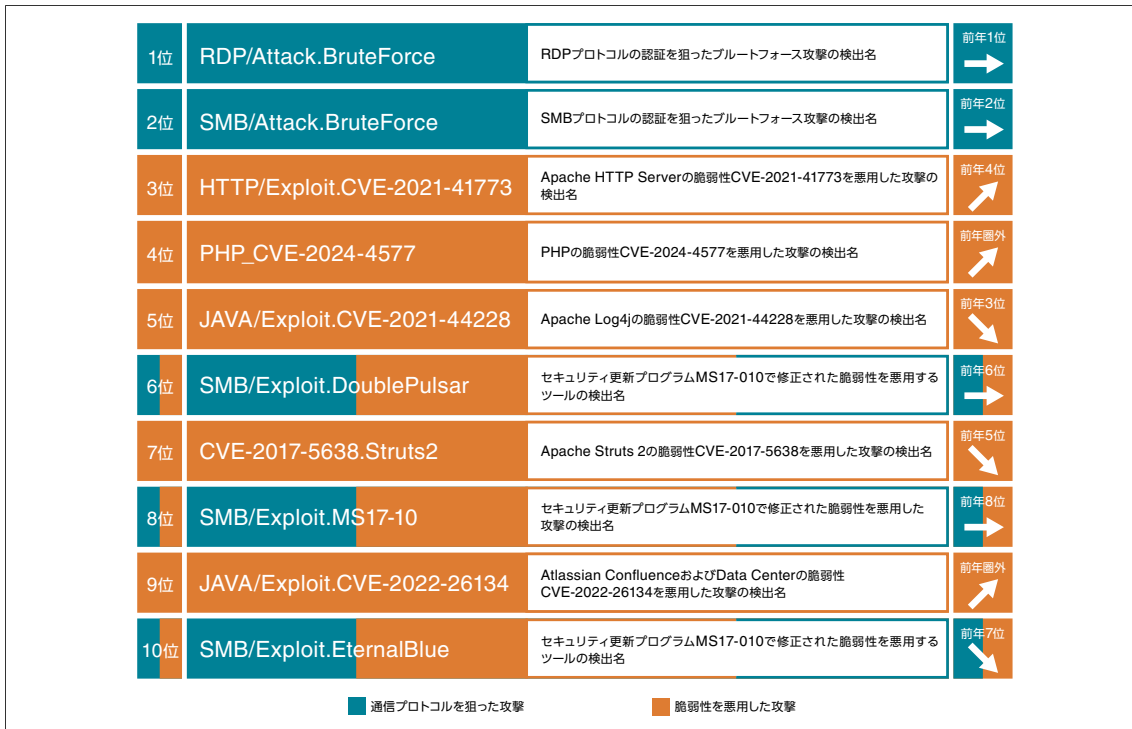 1位 RDP/Attack.BruteForce RDPプロトコルの認証を狙ったブルートフォース攻撃の検出名 前年1位
2位 SMB/Attack.BruteForce SMBプロトコルの認証を狙ったブルートフォース攻撃の検出名 前年2位
3位 HTTP/Exploit.CVE-2021-41773 Apache HTTP Serverの脆弱性CVE-2021-41773を悪用した攻撃の
検出名 前年4位
4位 PHP_CVE-2024-4577 PHPの脆弱性CVE-2024-4577を悪用した攻撃の検出名 前年圏外
5位 JAVA/Exploit.CVE-2021-44228 Apache Log4jの脆弱性CVE-2021-44228を悪用した攻撃の検出名 前年3位
6位 SMB/Exploit.DoublePulsar セキュリティ更新プログラムMS17-010で修正された脆弱性を悪用する
ツールの検出名 前年6位
7位 CVE-2017-5638.Struts2 Apache Struts 2の脆弱性CVE-2017-5638を悪用した攻撃の検出名 前年5位
8位 SMB/Exploit.MS17-10 セキュリティ更新プログラムMS17-010で修正された脆弱性を悪用した
攻撃の検出名 前年8位
9位 JAVA/Exploit.CVE-2022-26134 Atlassian ConfluenceおよびData Centerの脆弱性
CVE-2022-26134を悪用した攻撃の検出名 前年圏外
10位 SMB/Exploit.EternalBlue セキュリティ更新プログラムMS17-010で修正された脆弱性を悪用する
ツールの検出名 前年7位
通信プロトコルを狙った攻撃 脆弱性を悪用した攻撃